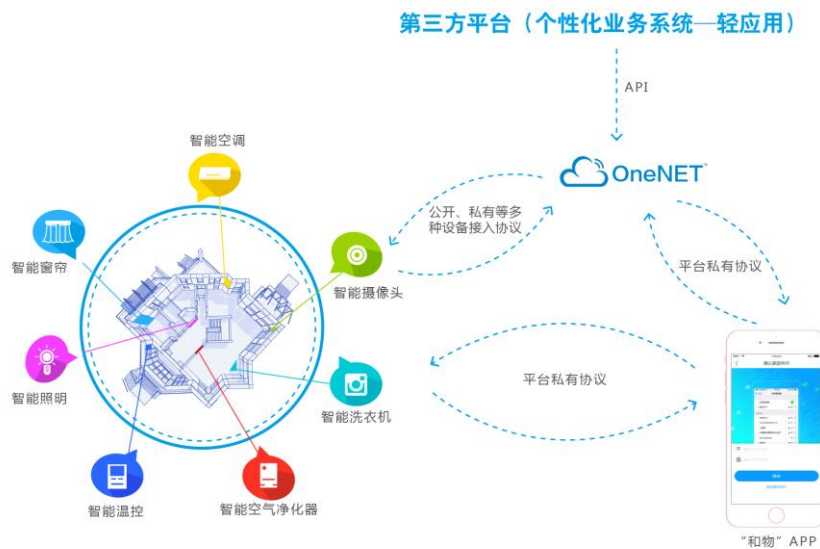 第三方平台（个性化业务系统—轻应用）
API
OneNET™
智能空调
公开、私有等多
种设备接入协议
智能窗帘
智能摄像头
平台私有协议
平台私有协议
智能照明
智能洗衣机
智能温控
智能空气净化器
“和物”APP